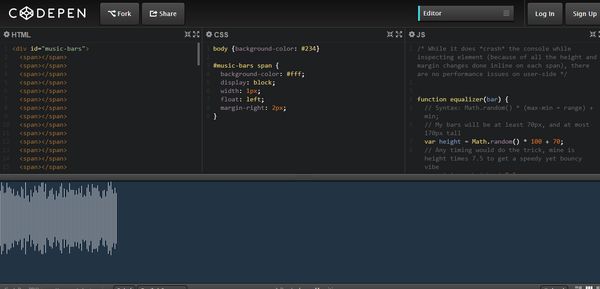 CODEPEN
Fork
Share
Editor
Log In
Sign Up
HTML
<div id="music-bars">
<span></span>
<span></span>
<span></span>
<span></span>
<span></span>
<span></span>
<span></span>
<span></span>
<span></span>
<span></span>
<span></span>
<span></span>
<span></span>
<span></span>
CSS
body {background-color: #234}
#music-bars span {
background-color: #fff;
display: block;
width: 1px;
float: left;
margin-right: 2px;
}
JS
/* While it does *crash* the console while
inspecting element (because of all the height and
margin changes done inline on each span), there
are no performance issues on user-side */
function equalizer(bar) {
// Syntax: Math.random() * (max-min = range) +
min;
// My bars will be at least 70px, and at most
170px tall
var height = Math.random() * 100 + 70;
// Any timing would do the trick, mine is
height times 7.5 to get a speedy yet bouncy
vibe